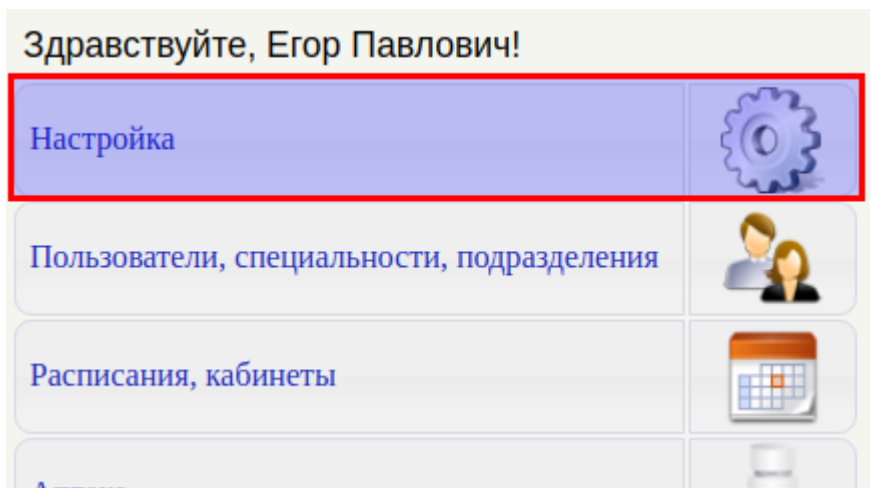 Здравствуйте, Егор Павлович!
Настройка
Пользователи, специальности, подразделения
Расписания, кабинеты